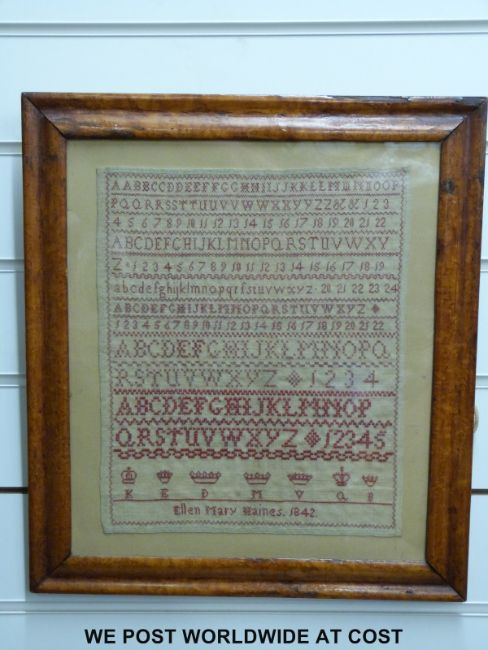 AABBCCDDEEFFGGHHIIJJKKLLMMNNOOP
PQQRRSSTTUUVVWWXXYYZZ&& 1 2 3
4 5 6 7 8 9 10 11 12 13 14 15 16 17 18 19 20 21 22
ABCDEFGHIJKLMNOPQRSTUVWXY
Z 1 2 3 4 5 6 7 8 9 10 11 12 13 14 15 16 17 18 19
abcdefghijklmnopqrstuvwxyz 20 21 22 23 24
ABCDEFGHIJKLMNOPQRSTUVWXYZ
1 2 3 4 5 6 7 8 9 10 11 12 13 14 15 16 17 18 19 20 21 22
ABCDEFGHIJKLMNOPQ
RSTUVWXYZ 1234
ABCDEFGHIJKLMNOP
QRSTUVWXYZ 12345
K E D M V Q B
Ellen Mary Haines. 1842.
WE POST WORLDWIDE AT COST